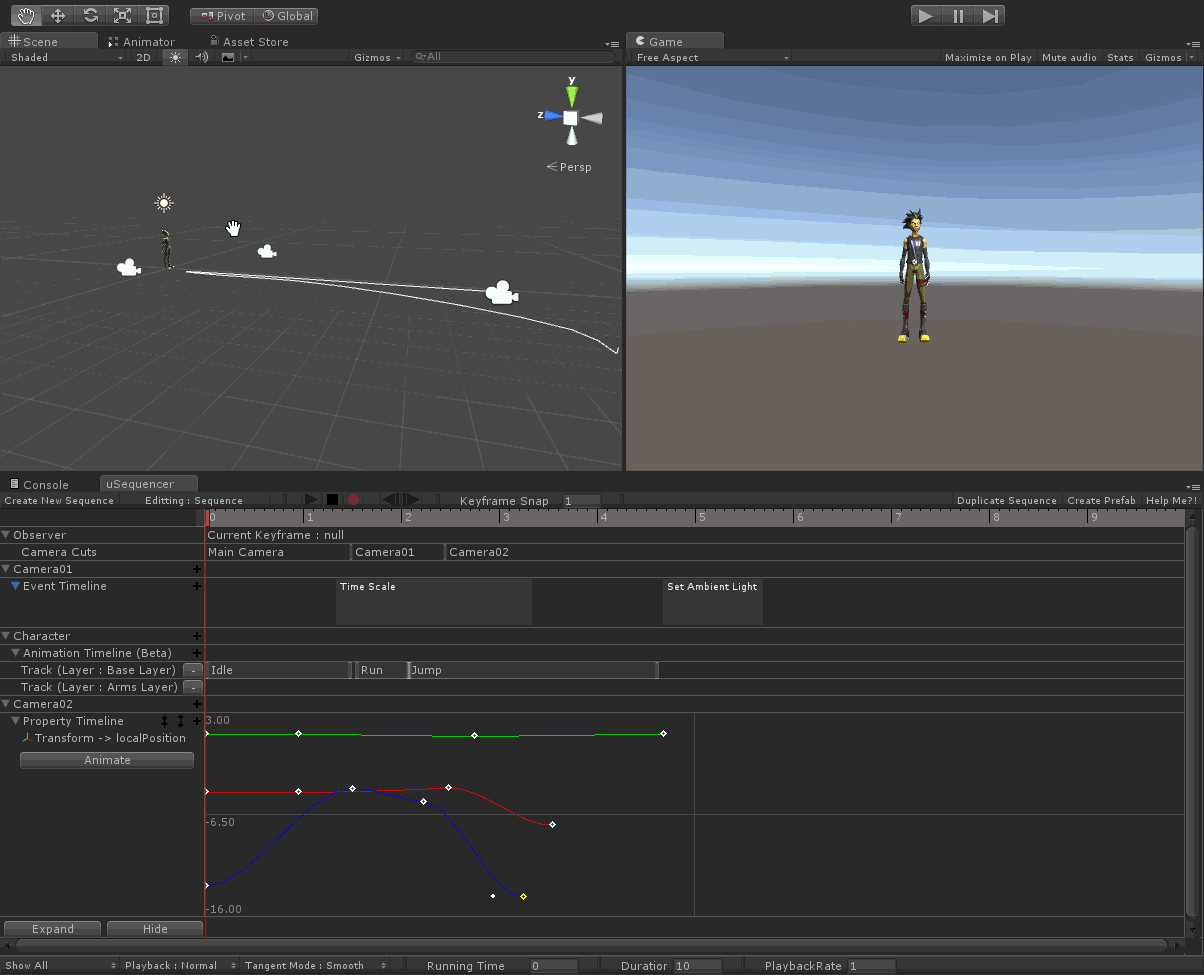 Pivot Global
Scene Animator Asset Store
Shaded 2D Gizmos All
y
z
Persp
Game
Free Aspect Maximize on Play Mute audio Stats Gizmos
Console uSequencer
Create New Sequence Editting : Sequence Keyframe Snap 1 Duplicate Sequence Create Prefab Help Me?!
0 1 2 3 4 5 6 7 8 9
Observer Current Keyframe : null
Camera Cuts Main Camera Camera01 Camera02
Camera01
Event Timeline Time Scale Set Ambient Light
Character
Animation Timeline (Beta)
Track (Layer : Base Layer) - Idle Run Jump
Track (Layer : Arms Layer) -
Camera02
Property Timeline 3.00
Transform -> localPosition
Animate
-6.50
-16.00
Expand Hide
Show All Playback : Normal Tangent Mode : Smooth Running Time 0 Duratior 10 PlaybackRate 1